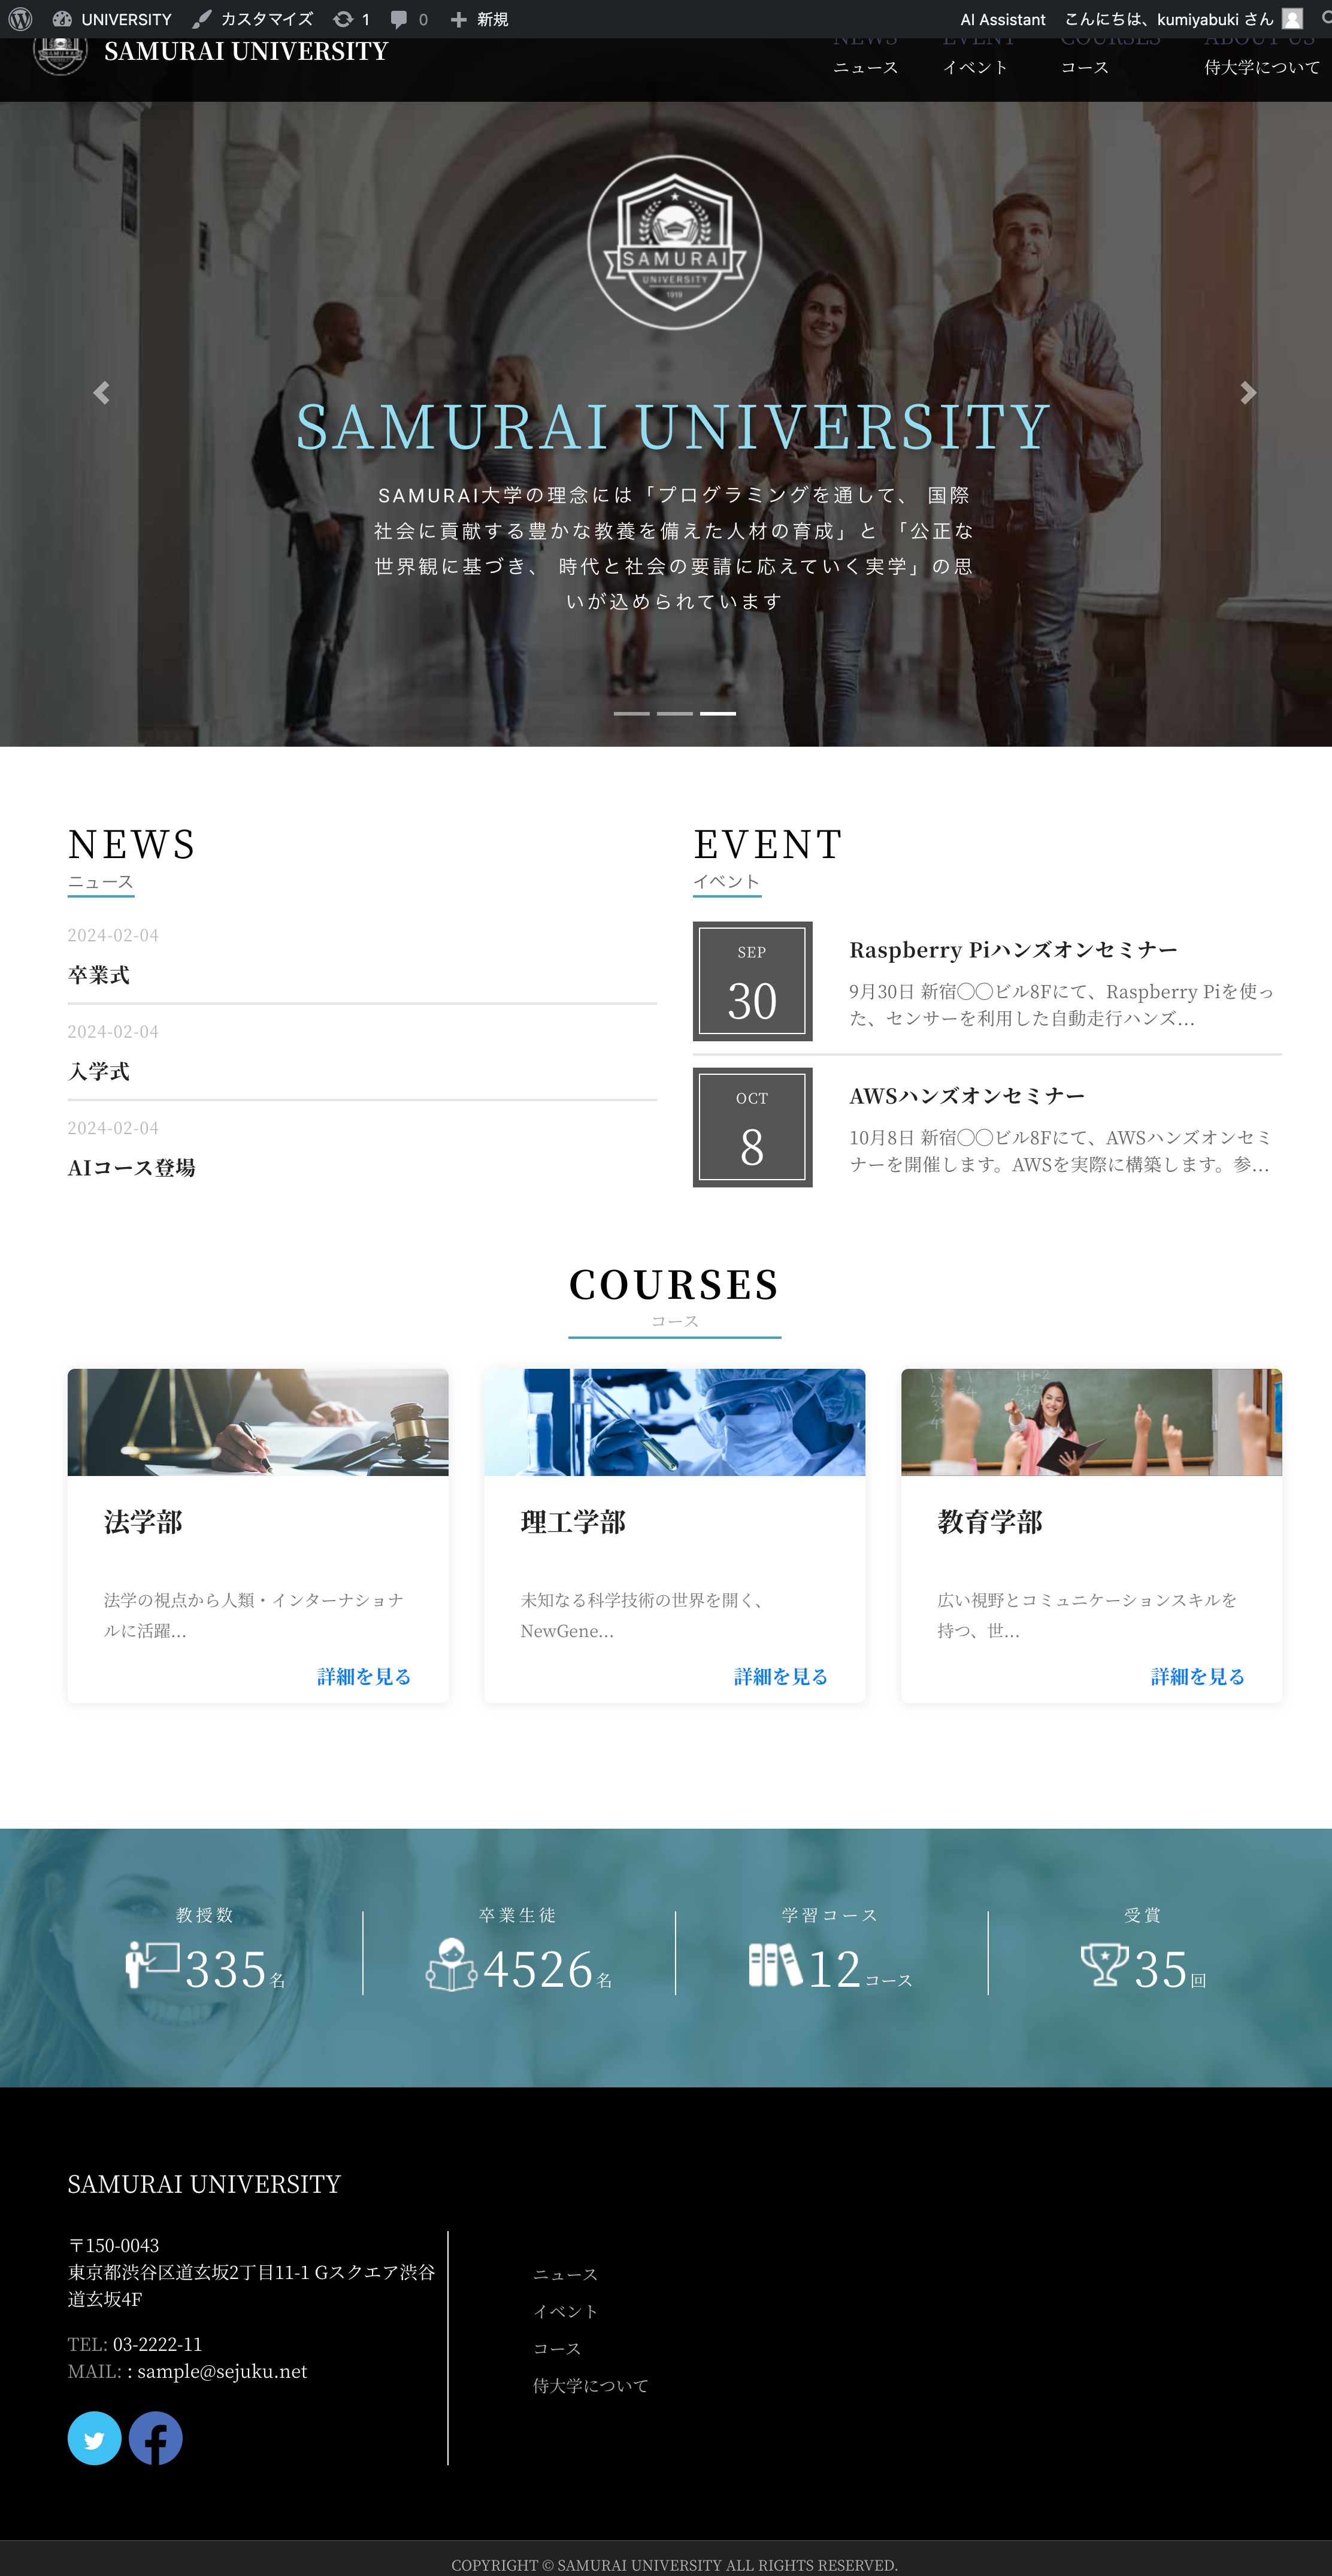 UNIVERSITY カスタマイズ 1 0 新規 AI Assistant こんにちは、kumiyabuki さん
SAMURAI UNIVERSITY
NEWS EVENT COURSES ABOUT US
ニュース イベント コース 侍大学について
SAMURAI
UNIVERSITY
1919
SAMURAI UNIVERSITY
SAMURAI大学の理念には「プログラミングを通して、 国際
社会に貢献する豊かな教養を備えた人材の育成」と 「公正な
世界観に基づき、 時代と社会の要請に応えていく実学」の思
いが込められています
NEWS
ニュース
2024-02-04
卒業式
2024-02-04
入学式
2024-02-04
AIコース登場
EVENT
イベント
SEP
30
Raspberry Piハンズオンセミナー
9月30日 新宿◯◯ビル8Fにて、Raspberry Piを使っ
た、センサーを利用した自動走行ハンズ...
OCT
8
AWSハンズオンセミナー
10月8日 新宿◯◯ビル8Fにて、AWSハンズオンセミ
ナーを開催します。AWSを実際に構築します。参...
COURSES
コース
法学部
法学の視点から人類・インターナショナ
ルに活躍...
詳細を見る
理工学部
未知なる科学技術の世界を開く、
NewGene...
詳細を見る
教育学部
広い視野とコミュニケーションスキルを
持つ、世...
詳細を見る
教授数
335名
卒業生徒
4526名
学習コース
12コース
受賞
35回
SAMURAI UNIVERSITY
〒150-0043
東京都渋谷区道玄坂2丁目11-1 Gスクエア渋谷
道玄坂4F
TEL: 03-2222-11
MAIL: : sample@sejuku.net
ニュース
イベント
コース
侍大学について
COPYRIGHT © SAMURAI UNIVERSITY ALL RIGHTS RESERVED.